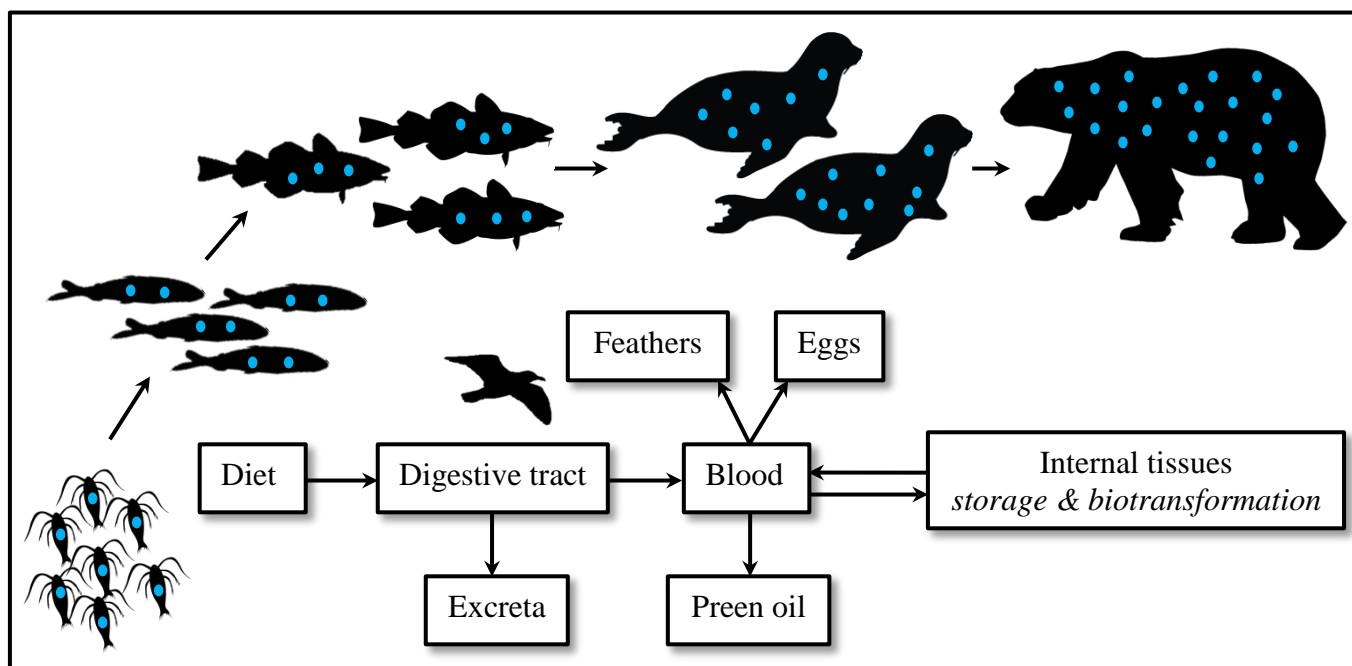 Feathers
Eggs
Diet
Digestive tract
Blood
Internal tissues
storage & biotransformation
Excreta
Preen oil